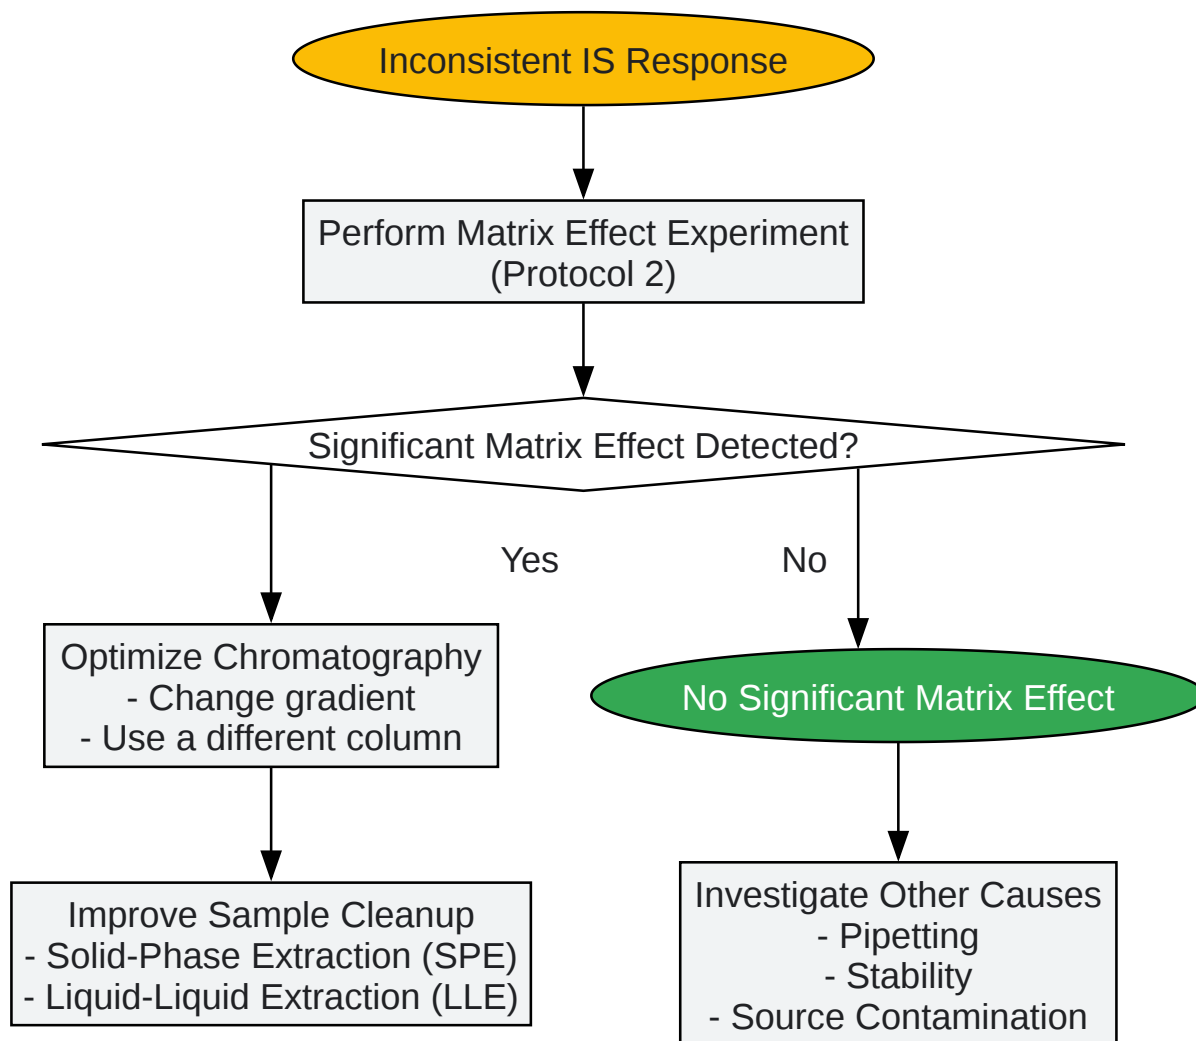 Inconsistent IS Response
Perform Matrix Effect Experiment
(Protocol 2)
Significant Matrix Effect Detected?
Yes
No
Optimize Chromatography
- Change gradient
- Use a different column
No Significant Matrix Effect
Improve Sample Cleanup
- Solid-Phase Extraction (SPE)
- Liquid-Liquid Extraction (LLE)
Investigate Other Causes
- Pipetting
- Stability
- Source Contamination